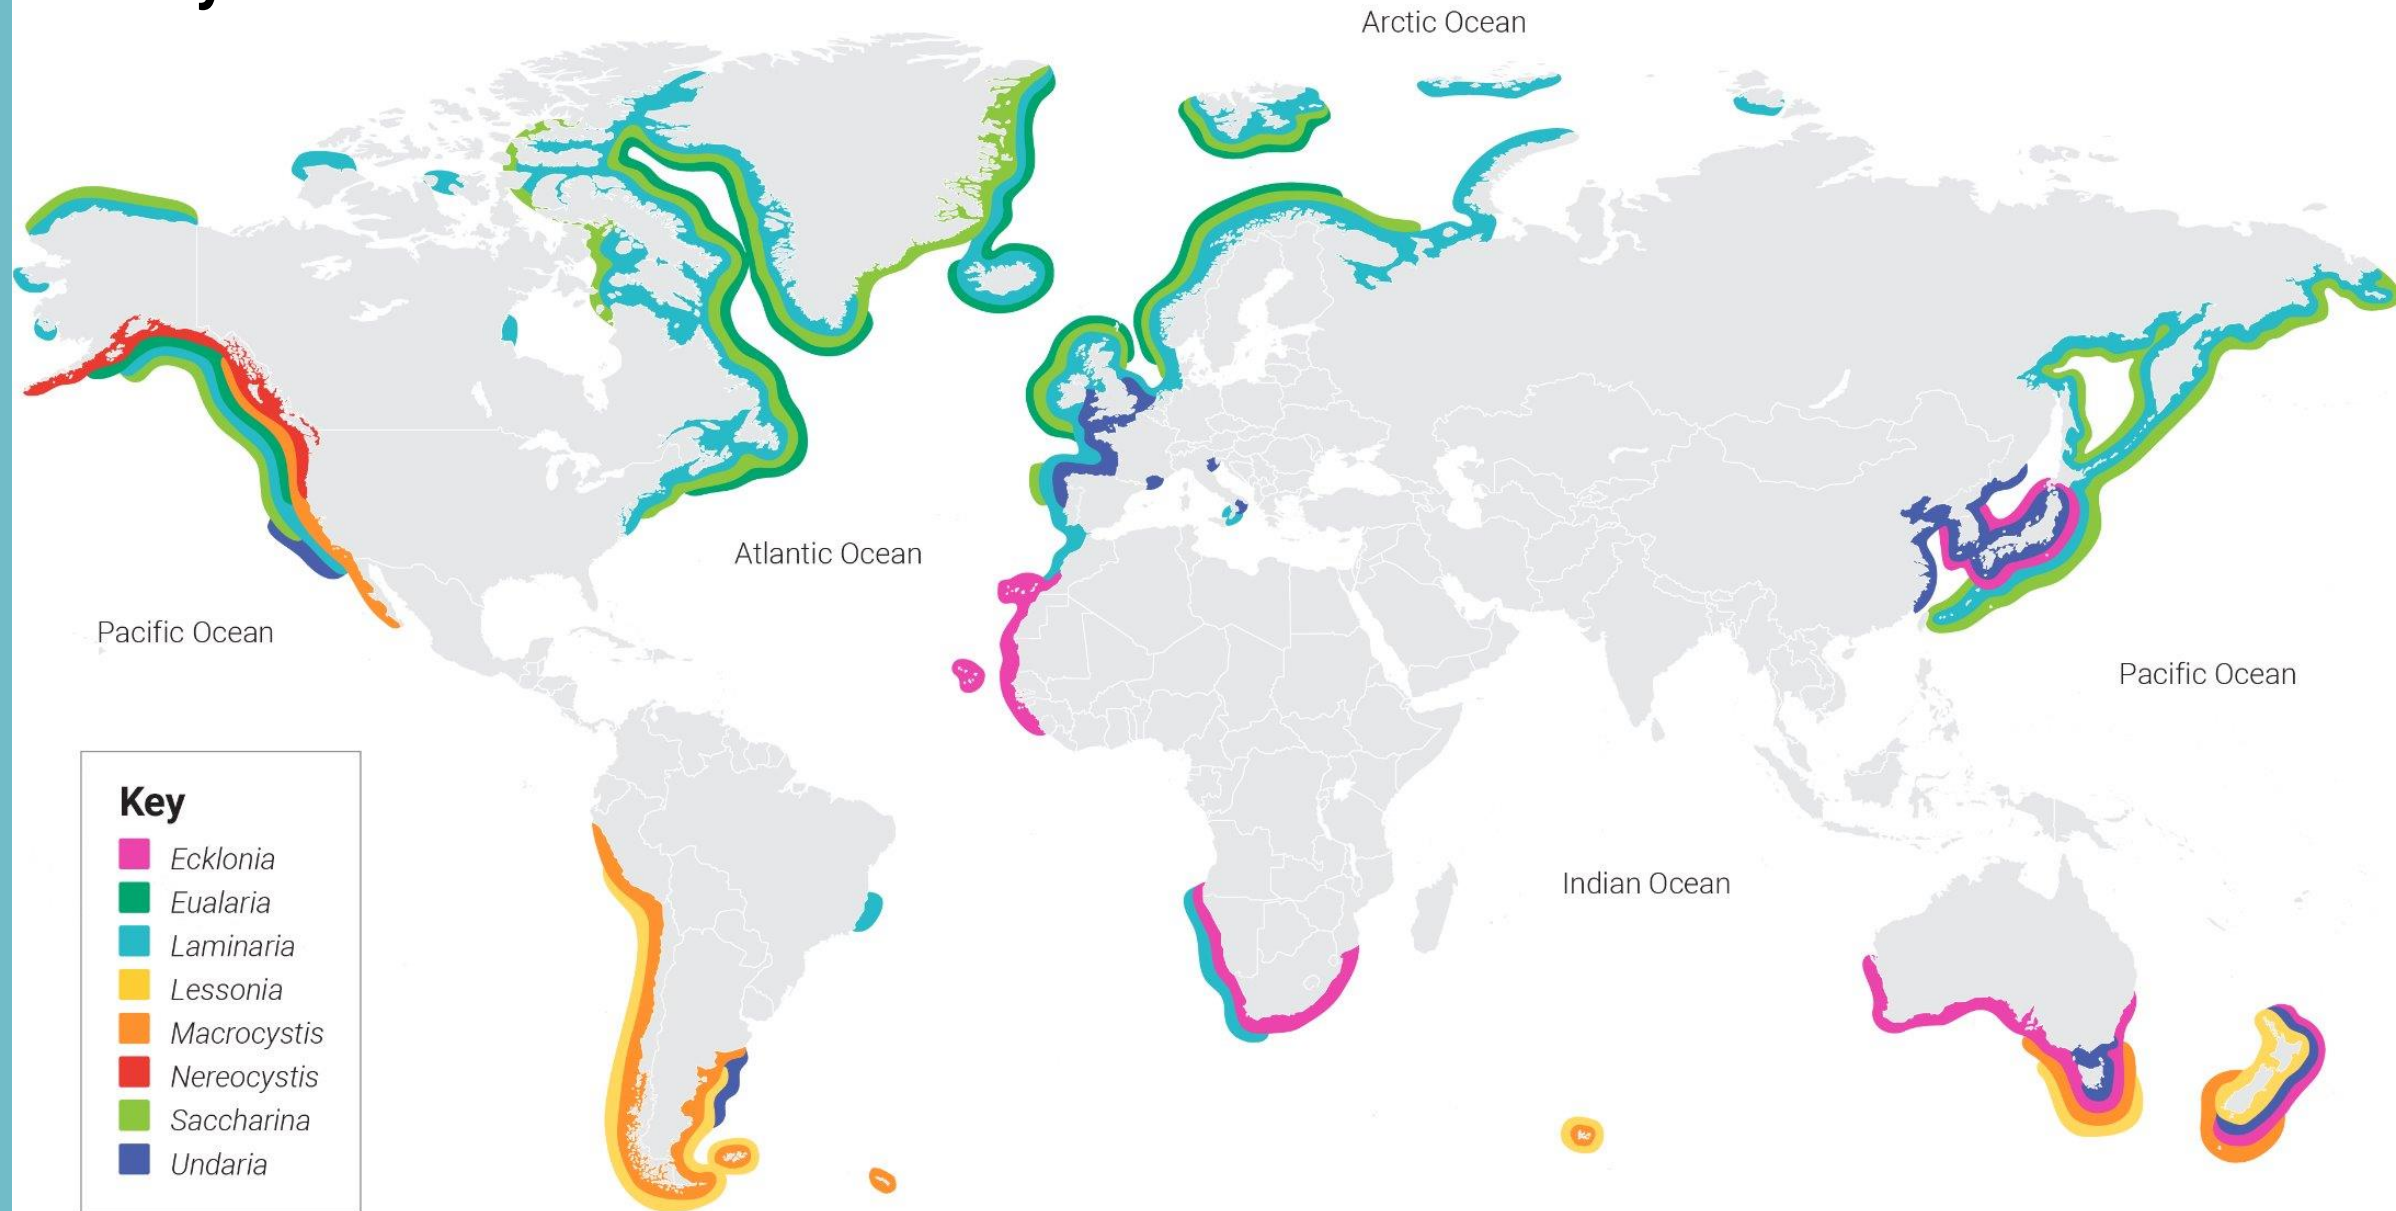 Arctic Ocean
Atlantic Ocean
Pacific Ocean
Pacific Ocean
Indian Ocean
Key
Ecklonia
Eualaria
Laminaria
Lessonia
Macrocystis
Nereocystis
Saccharina
Undaria